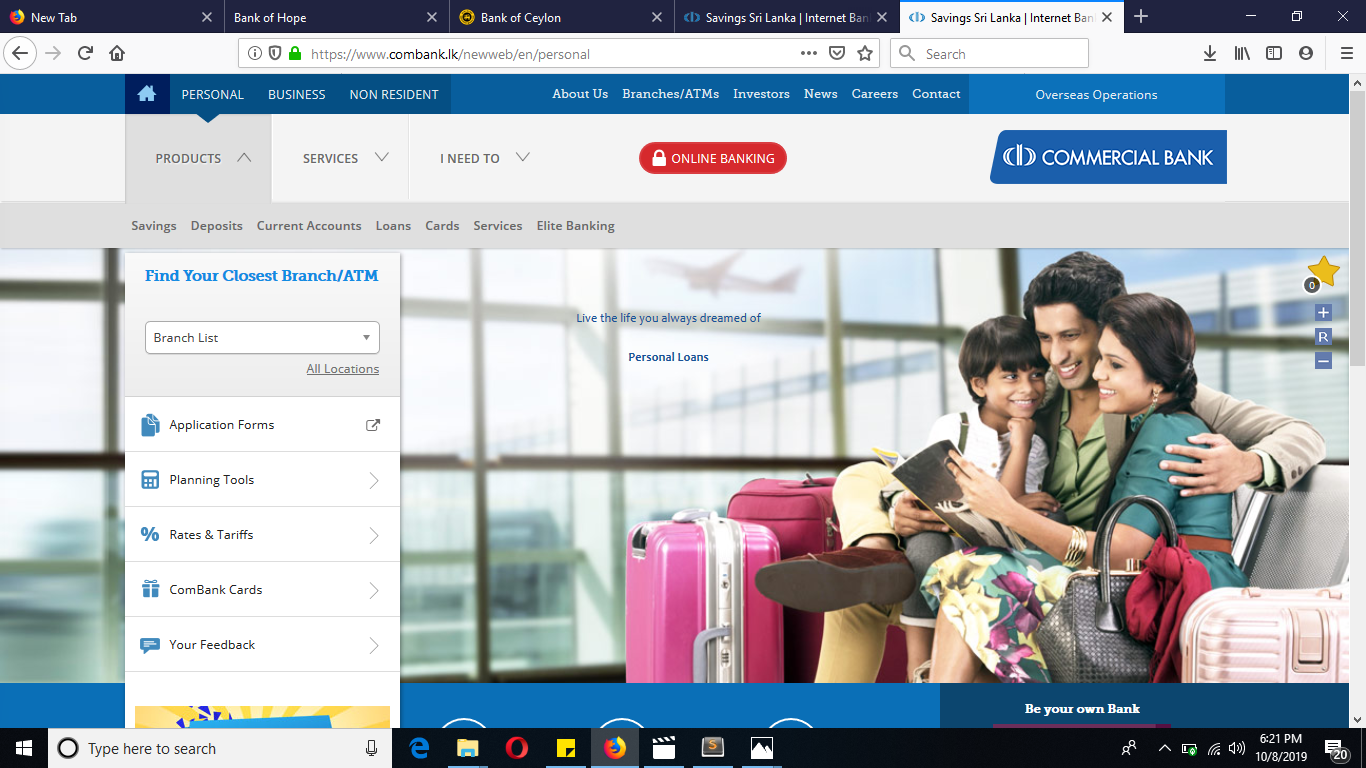 New Tab
Bank of Hope
Bank of Ceylon
Savings Sri Lanka | Internet Ban
Savings Sri Lanka | Internet Ban
https://www.combank.lk/newweb/en/personal
Search
PERSONAL
BUSINESS
NON RESIDENT
About Us
Branches/ATMs
Investors
News
Careers
Contact
Overseas Operations
PRODUCTS
SERVICES
I NEED TO
ONLINE BANKING
COMMERCIAL BANK
Savings
Deposits
Current Accounts
Loans
Cards
Services
Elite Banking
Find Your Closest Branch/ATM
Branch List
All Locations
Application Forms
Planning Tools
Rates & Tariffs
ComBank Cards
Your Feedback
Live the life you always dreamed of
Personal Loans
0
+
R
−
Be your own Bank
Type here to search
6:21 PM
10/8/2019
20